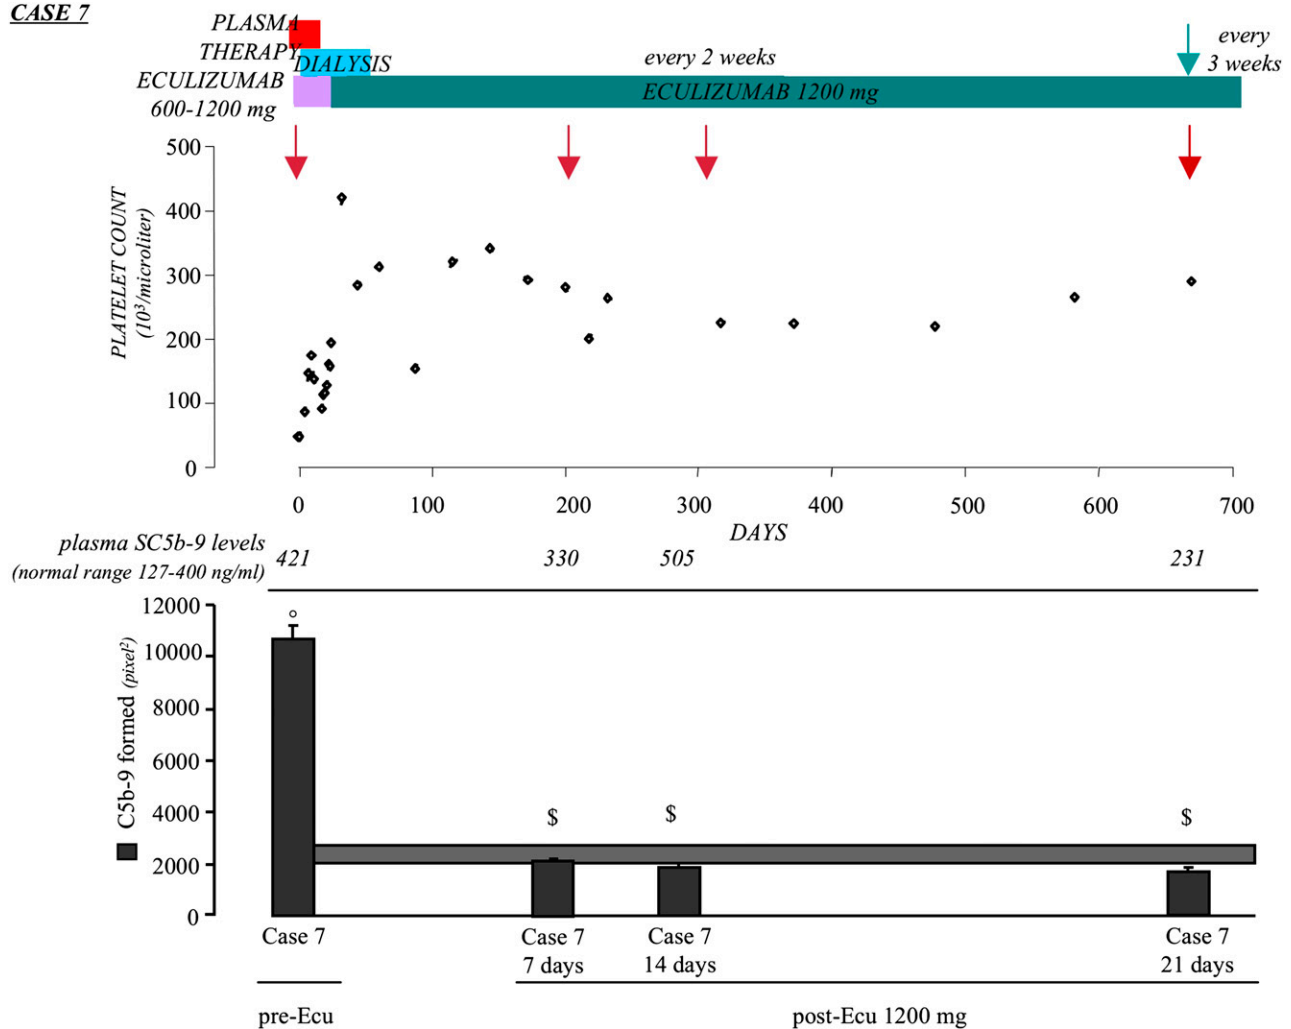 CASE 7
PLASMA
THERAPY
DIALYSIS
ECULIZUMAB
600-1200 mg
every 2 weeks
ECULIZUMAB 1200 mg
every
3 weeks
PLATELET COUNT
(10³/microliter)
500
400
300
200
100
0
0 100 200 300 400 500 600 700
DAYS
plasma SC5b-9 levels
(normal range 127-400 ng/ml)
421 330 505 231
C5b-9 formed (pixel²)
12000
10000
8000
6000
4000
2000
0
$ $ $
Case 7
Case 7
7 days
Case 7
14 days
Case 7
21 days
pre-Ecu
post-Ecu 1200 mg